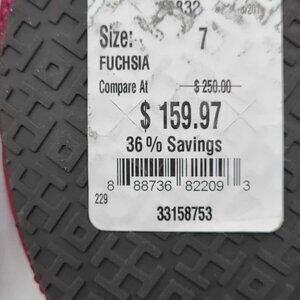 Size: 7
FUCHSIA
Compare At $ 250.00
$ 159.97
36 % Savings
8 88736 82209 3
229
33158753